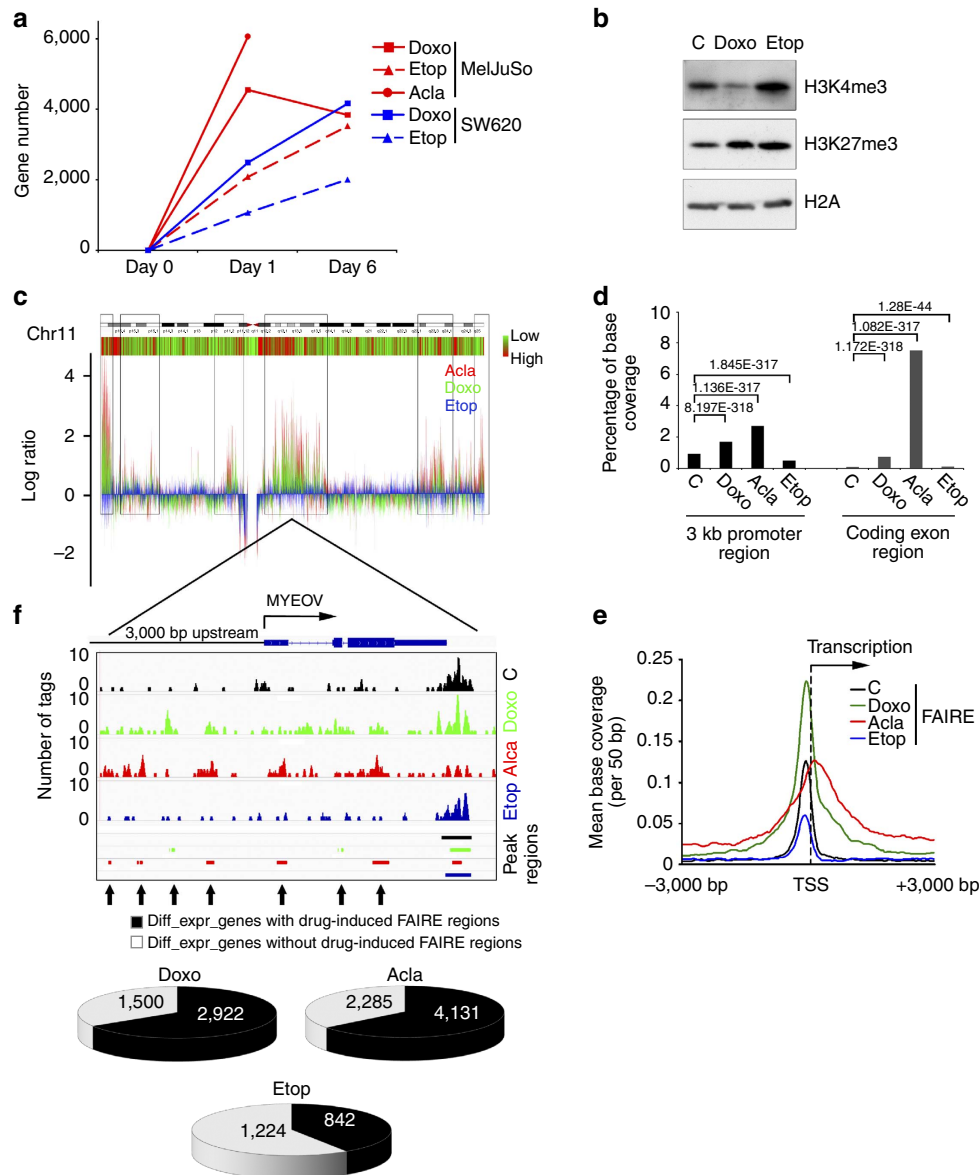 a
6,000
4,000
2,000
0
Gene number
Day 0 Day 1 Day 6
Doxo
Etop
Acla
MelJuSo
Doxo
Etop
SW620
b
C Doxo Etop
H3K4me3
H3K27me3
H2A
c
Chr11
Low
High
Acla
Doxo
Etop
4
2
0
–2
Log ratio
d
Percentage of base
coverage
10
8
6
4
2
0
1.845E-317
1.136E-317
8.197E-318
1.28E-44
1.082E-317
1.172E-318
C Doxo Acla Etop
C Doxo Acla Etop
3 kb promoter
region
Coding exon
region
f
MYEOV
3,000 bp upstream
Number of tags
10
0
10
0
10
0
10
0
C
Doxo
Alca
Etop
Peak
regions
Diff_expr_genes with drug-induced FAIRE regions
Diff_expr_genes without drug-induced FAIRE regions
Doxo
1,500
2,922
Acla
2,285
4,131
Etop
1,224
842
e
Transcription
Mean base coverage
(per 50 bp)
0.25
0.2
0.15
0.1
0.05
0
C
Doxo
Acla
Etop
FAIRE
–3,000 bp TSS +3,000 bp